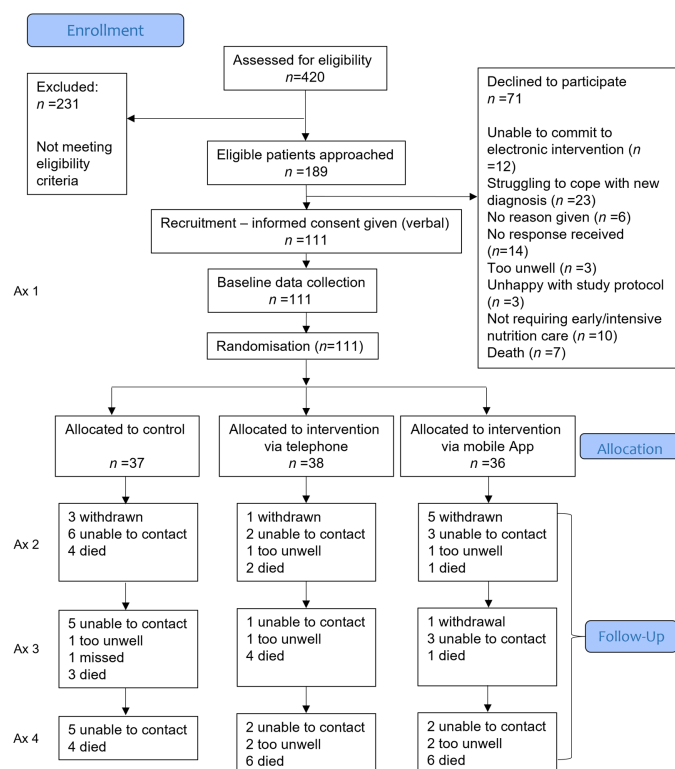 Enrollment
Assessed for eligibility
n=420
Excluded:
n =231
Not meeting
eligibility
criteria
Eligible patients approached
n =189
Declined to participate
n =71
Unable to commit to
electronic intervention (n
=12)
Struggling to cope with new
diagnosis (n =23)
No reason given (n =6)
No response received
(n=14)
Too unwell (n =3)
Unhappy with study protocol
(n =3)
Not requiring early/intensive
nutrition care (n =10)
Death (n =7)
Recruitment – informed consent given (verbal)
n =111
Ax 1
Baseline data collection
n =111
Randomisation (n=111)
Allocated to control
n =37
Allocated to intervention
via telephone
n =38
Allocated to intervention
via mobile App
n =36
Allocation
Ax 2
3 withdrawn
6 unable to contact
4 died
1 withdrawn
2 unable to contact
1 too unwell
2 died
5 withdrawn
3 unable to contact
1 too unwell
1 died
Ax 3
5 unable to contact
1 too unwell
1 missed
3 died
1 unable to contact
1 too unwell
4 died
1 withdrawal
3 unable to contact
1 died
Follow-Up
Ax 4
5 unable to contact
4 died
2 unable to contact
2 too unwell
6 died
2 unable to contact
2 too unwell
6 died